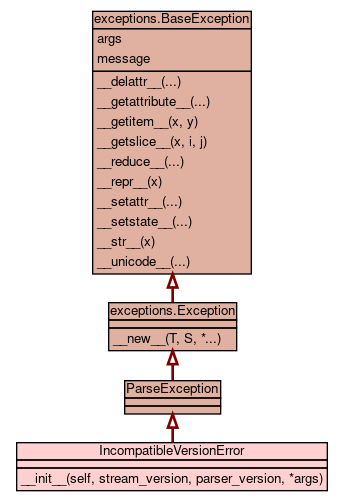 exceptions.BaseException
args
message
__delattr__(...)
__getattribute__(...)
__getitem__(x, y)
__getslice__(x, i, j)
__reduce__(...)
__repr__(x)
__setattr__(...)
__setstate__(...)
__str__(x)
__unicode__(...)
exceptions.Exception
__new__(T, S, *...)
ParseException
IncompatibleVersionError
__init__(self, stream_version, parser_version, *args)